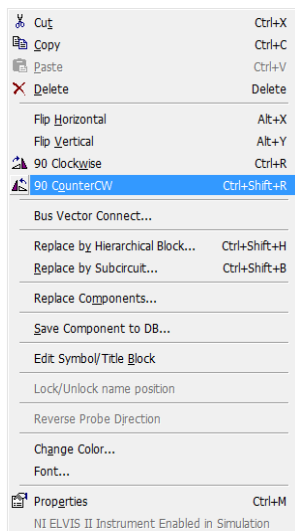 Cut Ctrl+X
Copy Ctrl+C
Paste Ctrl+V
Delete Delete
Flip Horizontal Alt+X
Flip Vertical Alt+Y
90 Clockwise Ctrl+R
90 CounterCW Ctrl+Shift+R
Bus Vector Connect...
Replace by Hierarchical Block... Ctrl+Shift+H
Replace by Subcircuit... Ctrl+Shift+B
Replace Components...
Save Component to DB...
Edit Symbol/Title Block
Lock/Unlock name position
Reverse Probe Direction
Change Color...
Font...
Properties Ctrl+M
NI ELVIS II Instrument Enabled in Simulation